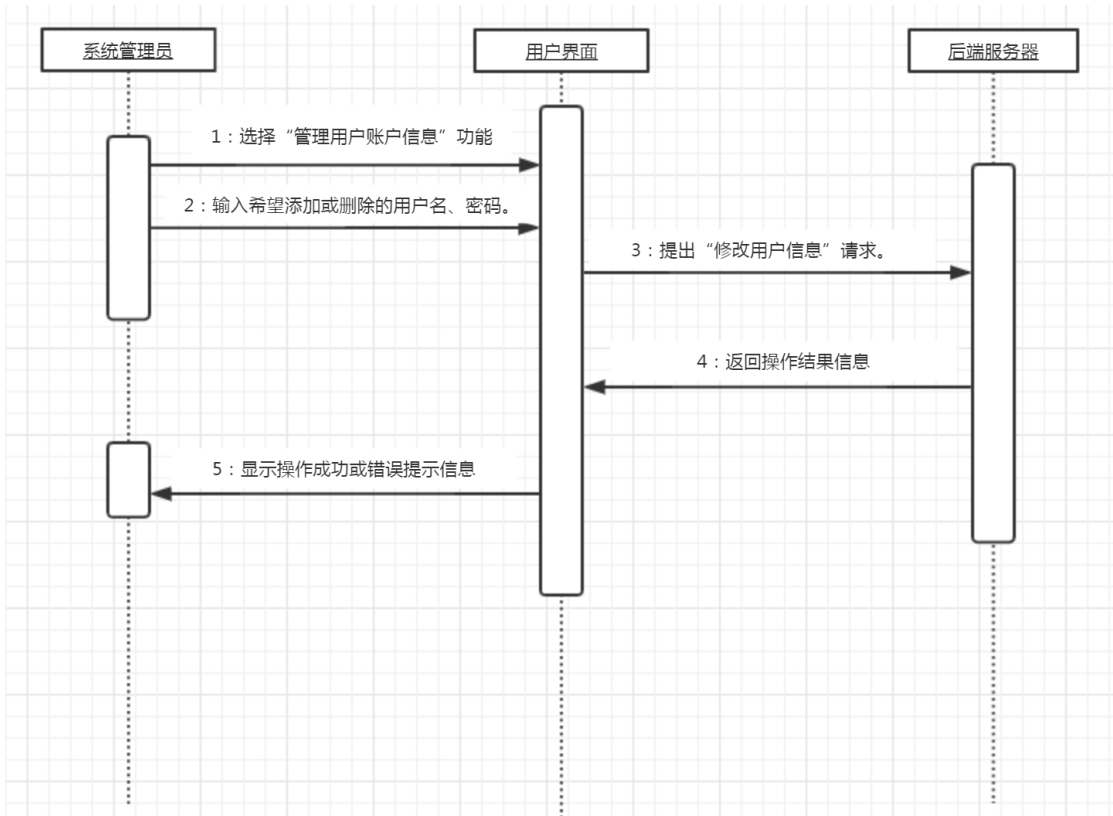 系统管理员
用户界面
后端服务器
1：选择“管理用户账户信息”功能
2：输入希望添加或删除的用户名、密码。
3：提出“修改用户信息”请求。
4：返回操作结果信息
5：显示操作成功或错误提示信息